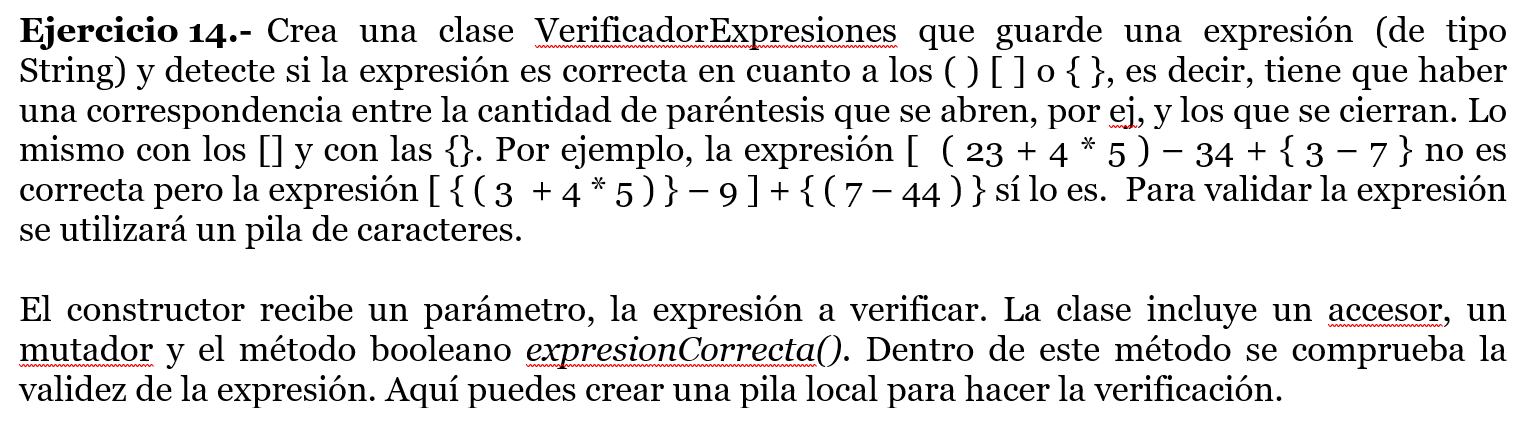 Ejercicio 14.- Crea una clase VerificadorExpresiones que guarde una expresión (de tipo
String) y detecte si la expresión es correcta en cuanto a los ( ) [ ] o { }, es decir, tiene que haber
una correspondencia entre la cantidad de paréntesis que se abren, por ej, y los que se cierran. Lo
mismo con los [] y con las {}. Por ejemplo, la expresión [ ( 23 + 4 * 5 ) – 34 + { 3 – 7 } no es
correcta pero la expresión [ { ( 3 + 4 * 5 ) } – 9 ] + { ( 7 – 44 ) } sí lo es. Para validar la expresión
se utilizará un pila de caracteres.
El constructor recibe un parámetro, la expresión a verificar. La clase incluye un accesor, un
mutador y el método booleano expresionCorrecta(). Dentro de este método se comprueba la
validez de la expresión. Aquí puedes crear una pila local para hacer la verificación.